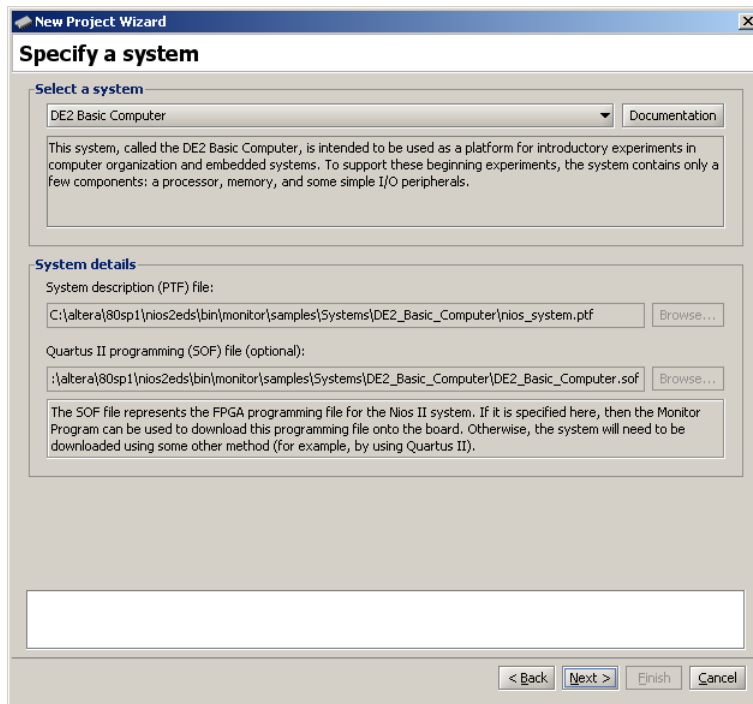 New Project Wizard
Specify a system
Select a system
DE2 Basic Computer
Documentation
This system, called the DE2 Basic Computer, is intended to be used as a platform for introductory experiments in
computer organization and embedded systems. To support these beginning experiments, the system contains only a
few components: a processor, memory, and some simple I/O peripherals.
System details
System description (PTF) file:
C:\altera\80sp1\nios2eds\bin\monitor\samples\Systems\DE2_Basic_Computer\nios_system.ptf
Browse...
Quartus II programming (SOF) file (optional):
:\altera\80sp1\nios2eds\bin\monitor\samples\Systems\DE2_Basic_Computer\DE2_Basic_Computer.sof
Browse...
The SOF file represents the FPGA programming file for the Nios II system. If it is specified here, then the Monitor
Program can be used to download this programming file onto the board. Otherwise, the system will need to be
downloaded using some other method (for example, by using Quartus II).
< Back
Next >
Finish
Cancel